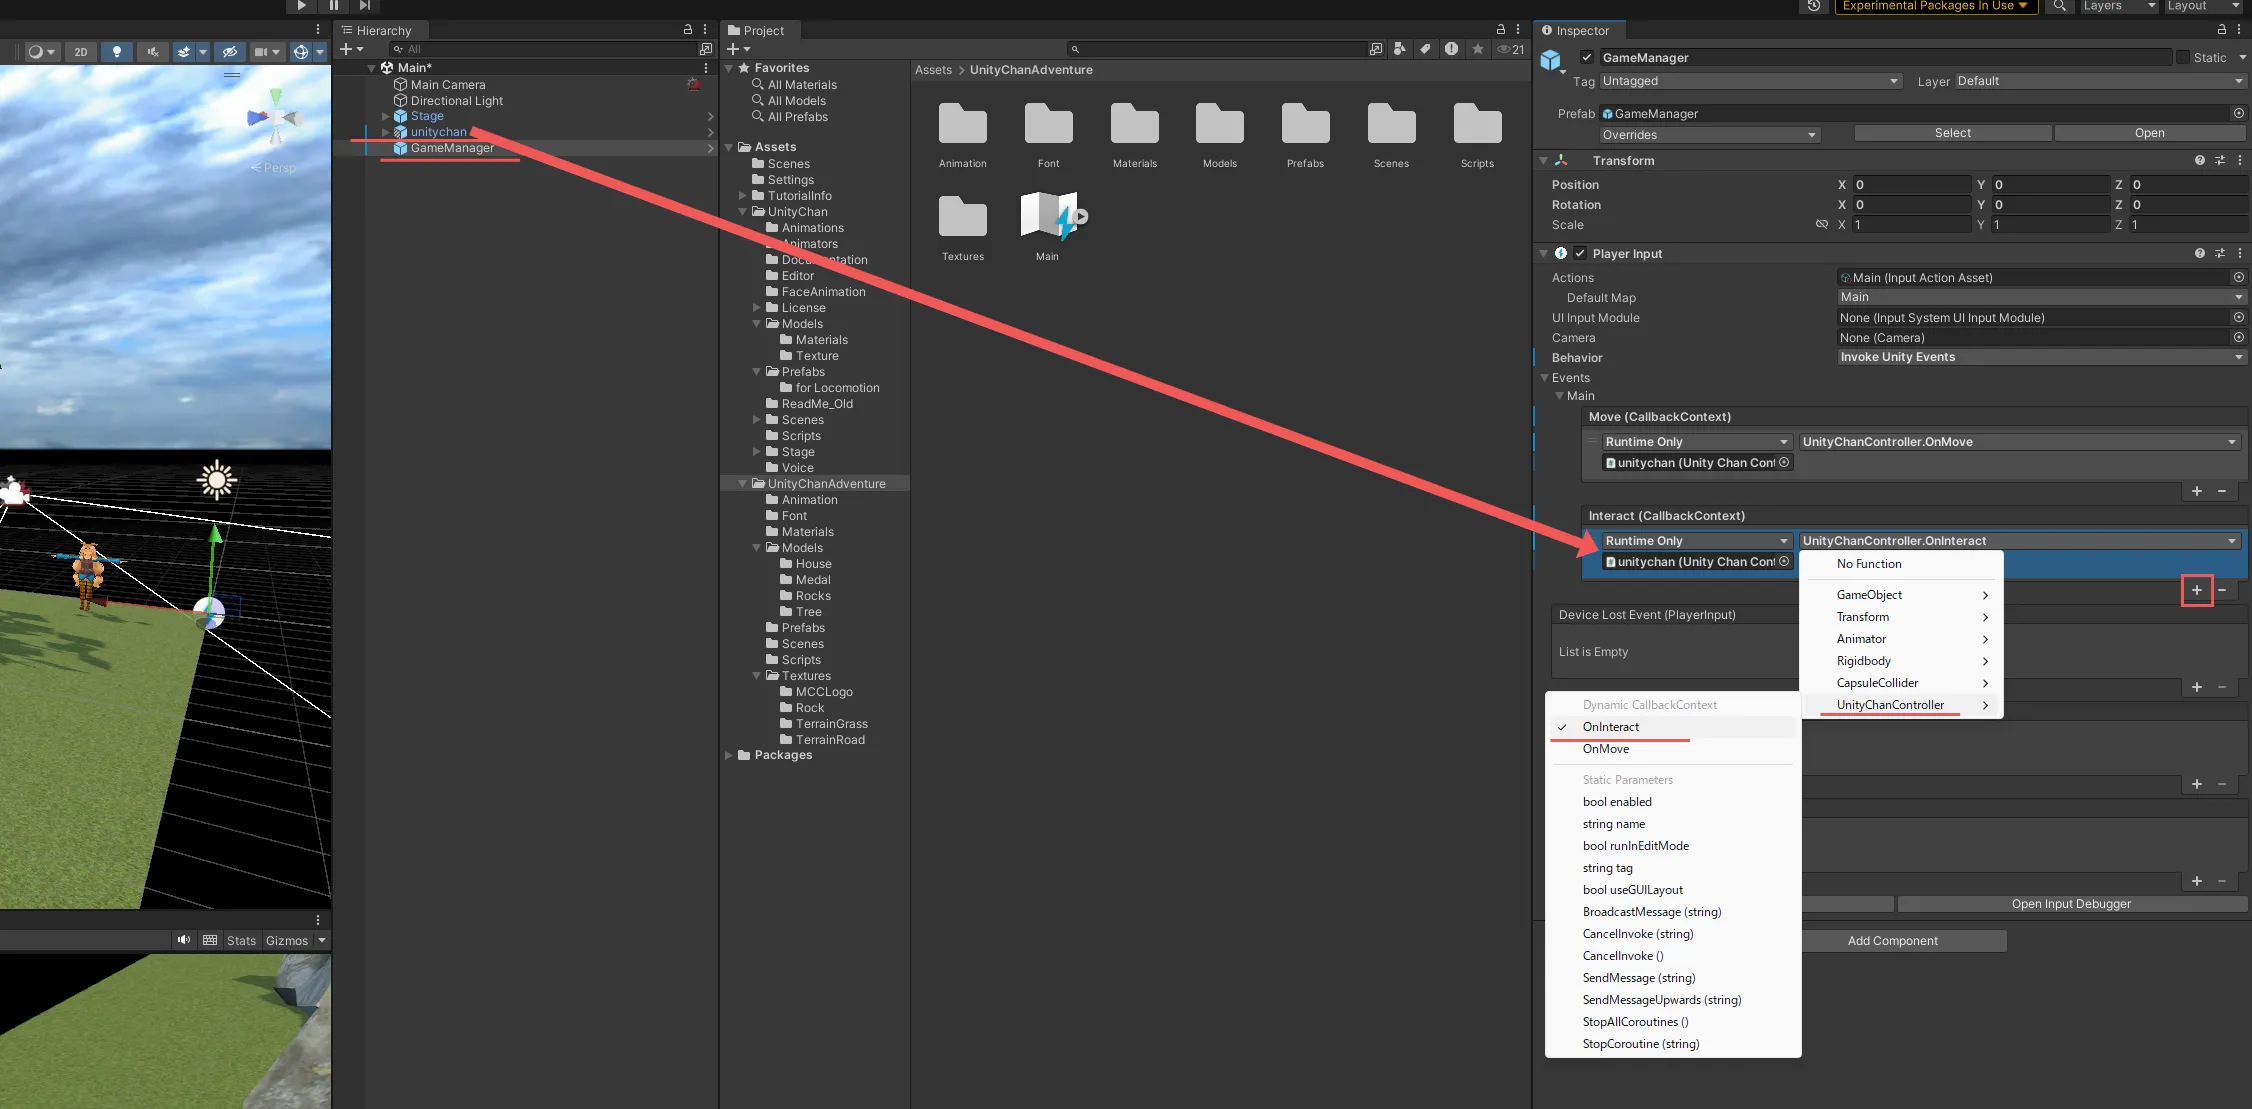 Experimental Packages In Use
Layers
Layout
2D
Persp
Stats
Gizmos
Hierarchy
All
Main*
Main Camera
Directional Light
Stage
unitychan
GameManager
Project
21
Favorites
All Materials
All Models
All Prefabs
Assets
Scenes
Settings
TutorialInfo
UnityChan
Animations
Animators
Documentation
Editor
FaceAnimation
License
Models
Materials
Texture
Prefabs
for Locomotion
ReadMe_Old
Scenes
Scripts
Stage
Voice
UnityChanAdventure
Animation
Font
Materials
Models
House
Medal
Rocks
Tree
Prefabs
Scenes
Scripts
Textures
MCCLogo
Rock
TerrainGrass
TerrainRoad
Packages
Assets > UnityChanAdventure
Animation
Font
Materials
Models
Prefabs
Scenes
Scripts
Textures
Main
Inspector
GameManager
Static
Tag Untagged
Layer Default
Prefab GameManager
Overrides
Select
Open
Transform
Position X 0 Y 0 Z 0
Rotation X 0 Y 0 Z 0
Scale X 1 Y 1 Z 1
Player Input
Actions Main (Input Action Asset)
Default Map Main
UI Input Module None (Input System UI Input Module)
Camera None (Camera)
Behavior Invoke Unity Events
Events
Main
Move (CallbackContext)
Runtime Only UnityChanController.OnMove
unitychan (Unity Chan Cont
+ −
Interact (CallbackContext)
Runtime Only UnityChanController.OnInteract
unitychan (Unity Chan Cont
+ −
Device Lost Event (PlayerInput)
List is Empty
+ −
+ −
+ −
Open Input Debugger
Add Component
No Function
GameObject
Transform
Animator
Rigidbody
CapsuleCollider
UnityChanController
Dynamic CallbackContext
OnInteract
OnMove
Static Parameters
bool enabled
string name
bool runInEditMode
string tag
bool useGUILayout
BroadcastMessage (string)
CancelInvoke (string)
CancelInvoke ()
SendMessage (string)
SendMessageUpwards (string)
StopAllCoroutines ()
StopCoroutine (string)